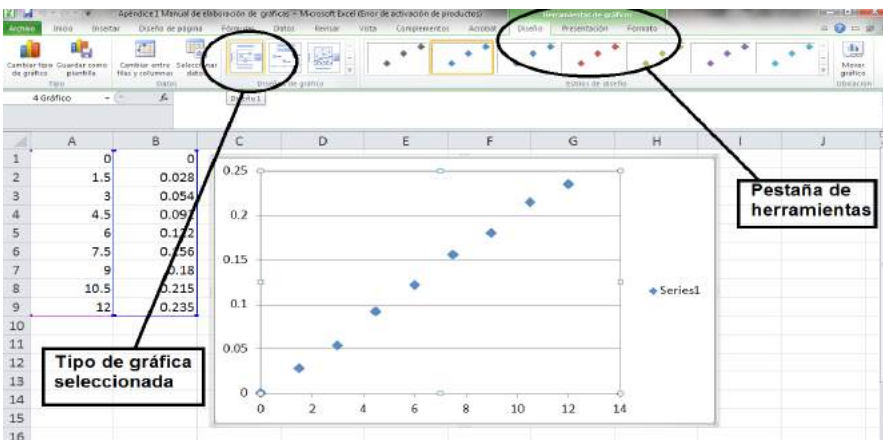 Apéndice 1 Manual de elaboración de gráficas - Microsoft Excel (Error de activación de productos)
Herramientas de gráficos
Archivo Inicio Insertar Diseño de página Fórmulas Datos Revisar Vista Complementos Acrobat Diseño Presentación Formato
Cambiar tipo de gráfico
Guardar como plantilla
Cambiar entre filas y columnas
Seleccionar datos
Mover gráfico
Tipo Datos Diseños de gráfico Estilos de diseño Ubicación
4 Gráfico fx
Diseño 1
A B C D E F G H I J
1 0 0
2 1.5 0.028
3 3 0.054
4 4.5
5 6
6 7.5
7 9 0.18
8 10.5 0.215
9 12 0.235
10
11
12
13
14
15
16
0.25
0.2
0.15
0.1
0.05
0
0 2 4 6 8 10 12 14
Series1
Pestaña de
herramientas
Tipo de gráfica
seleccionada